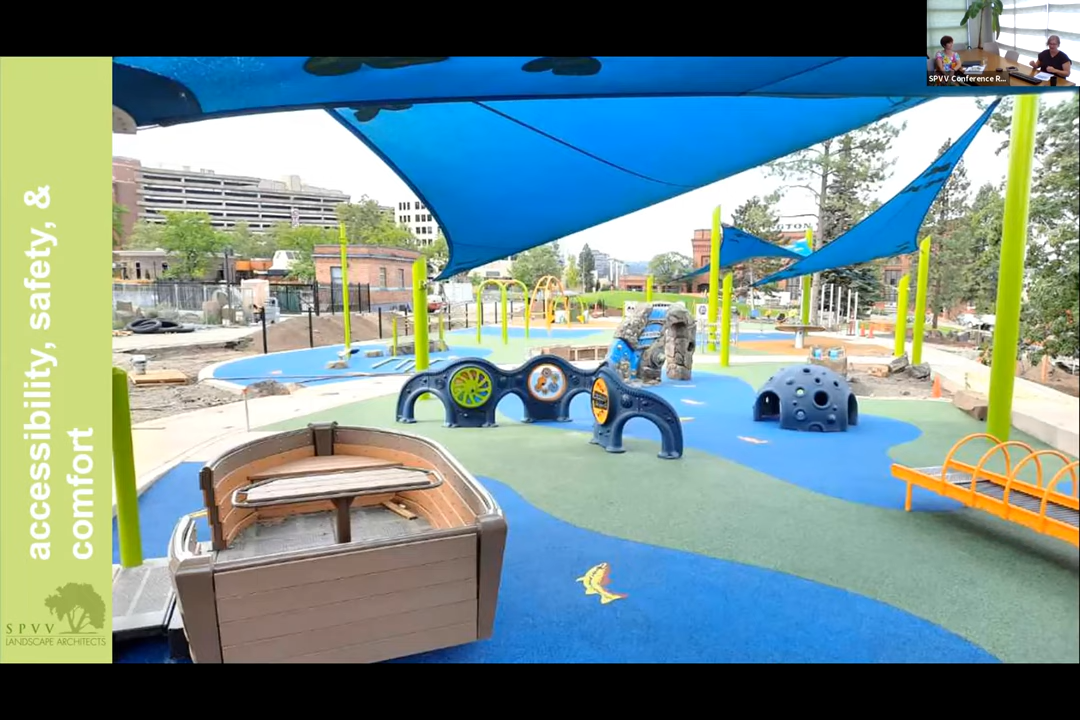 accessibility, safety, &
comfort
SPVV
LANDSCAPE ARCHITECTS
SPVV Conference R...